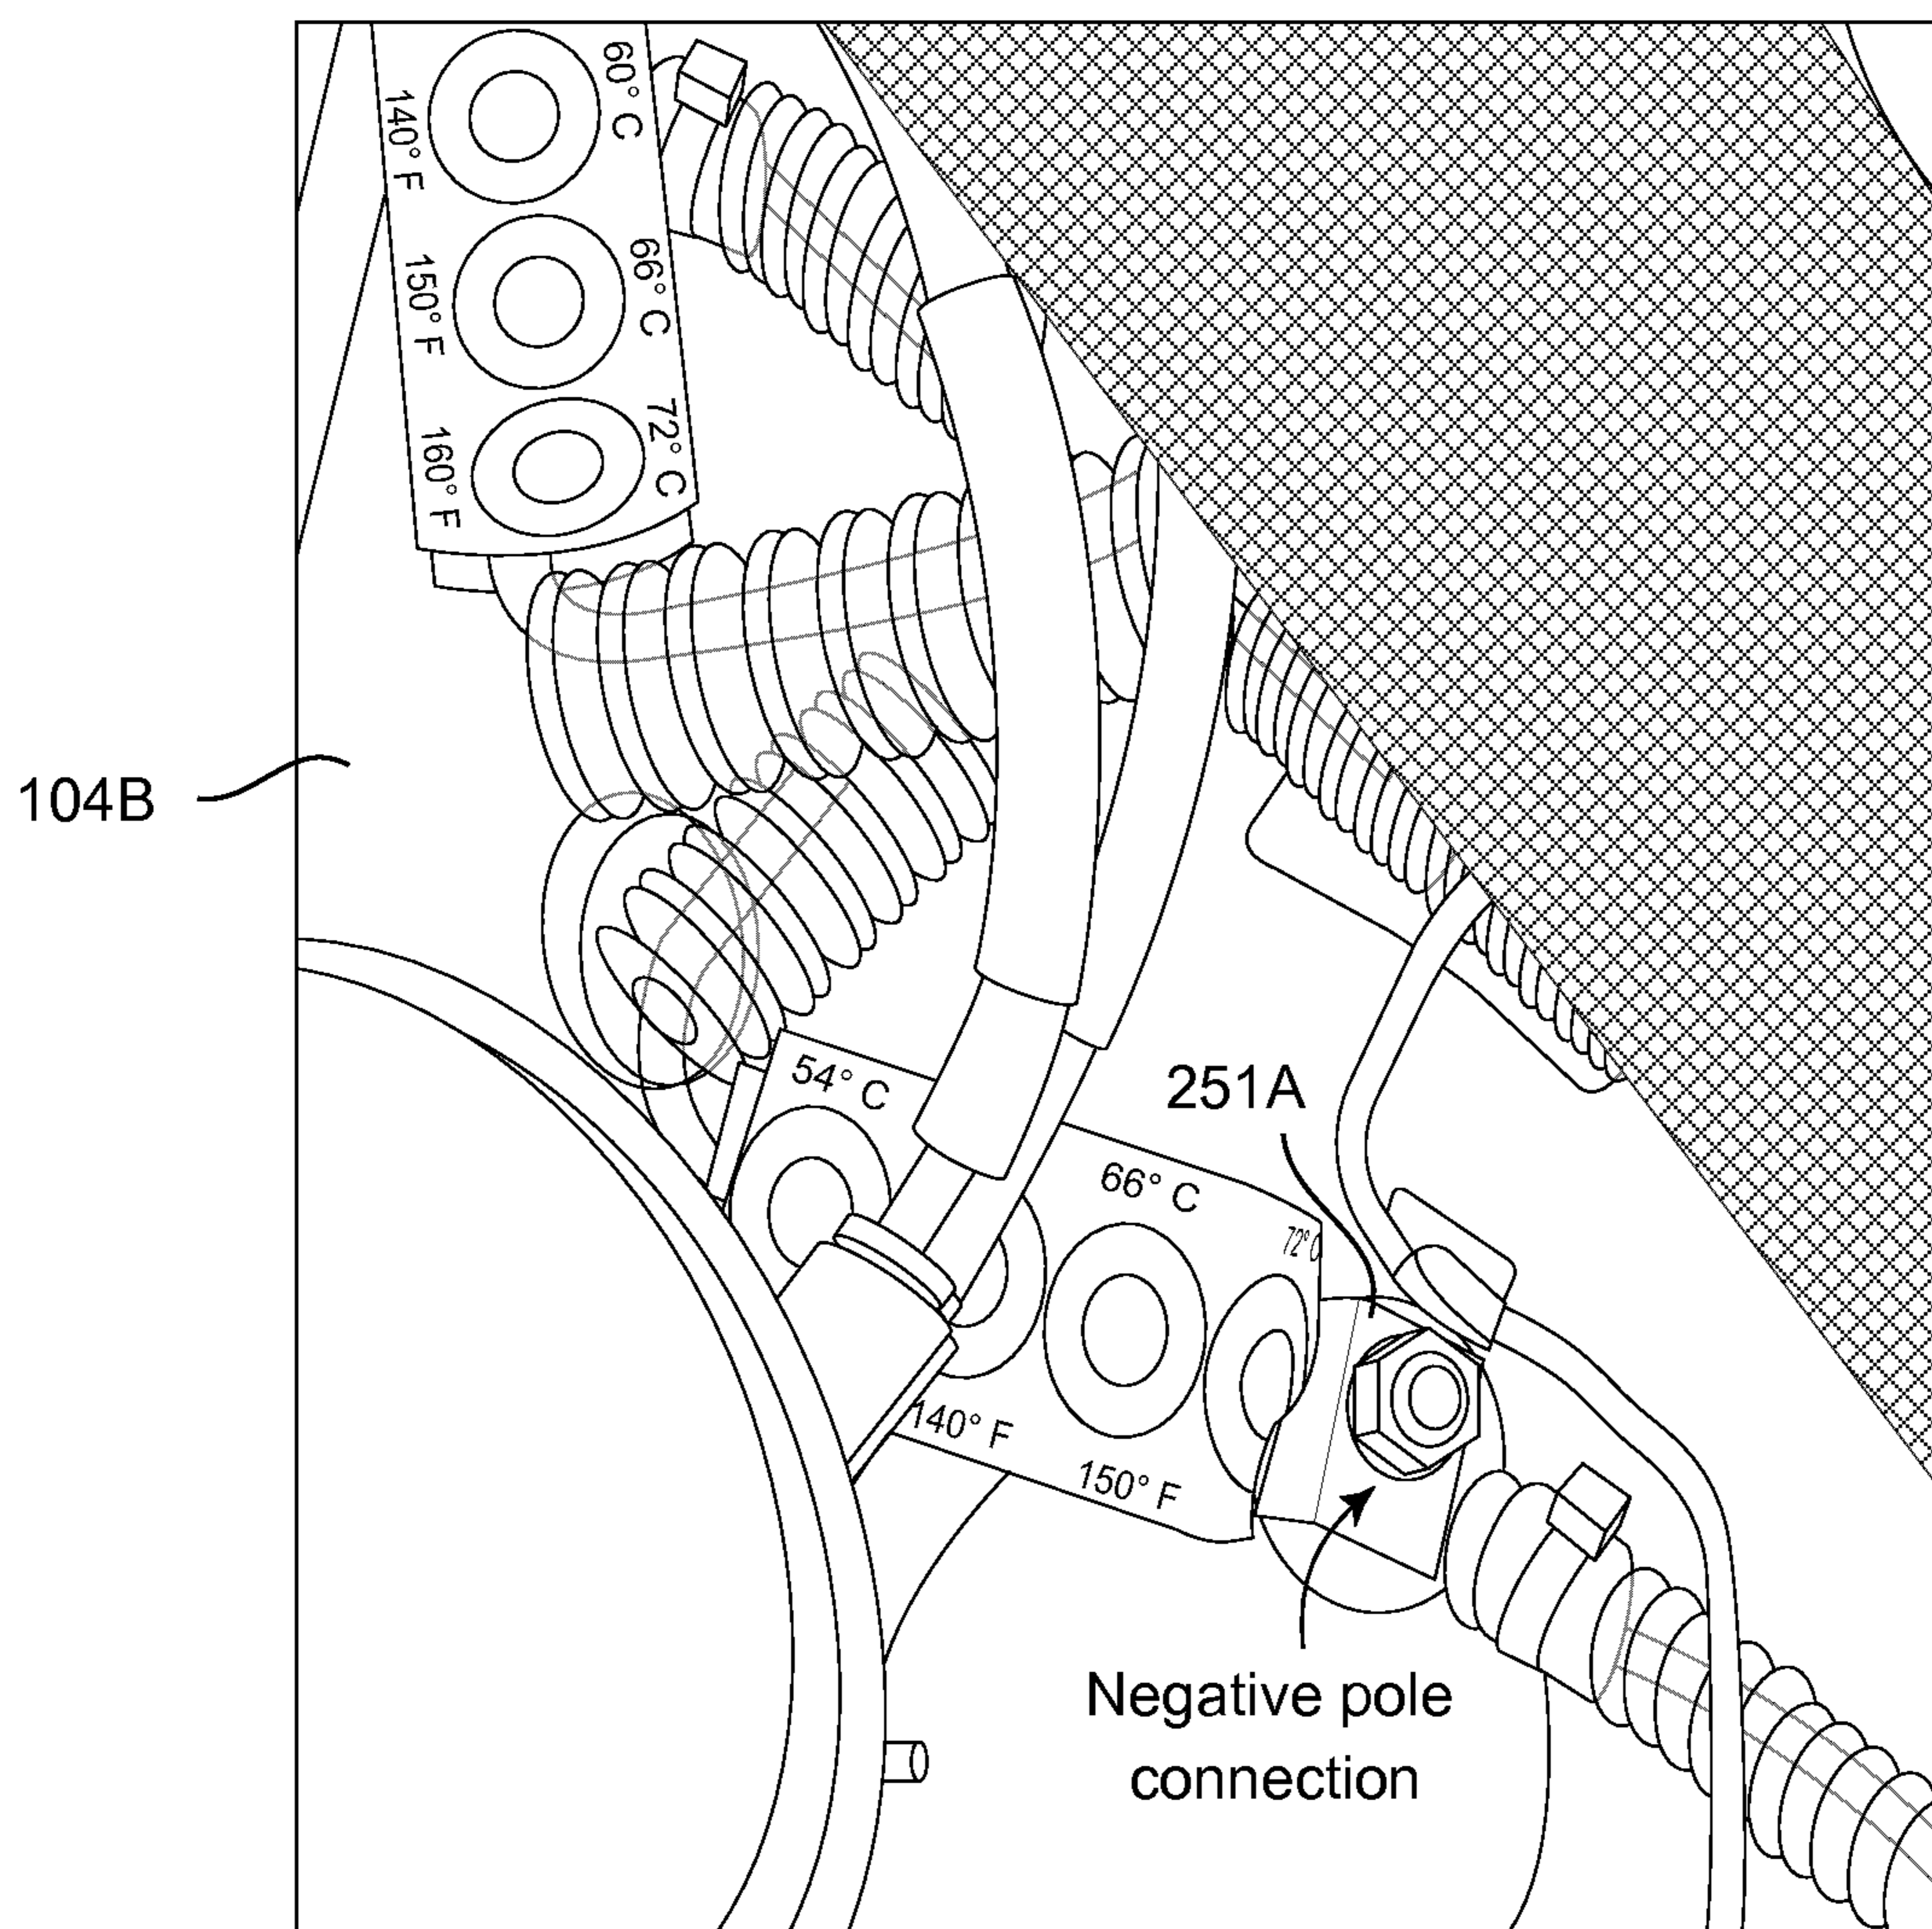 60° C
140° F
66° C
150° F
72° C
160° F
104B
54° C
251A
66° C
72° C
140° F
150° F
Negative pole
connection